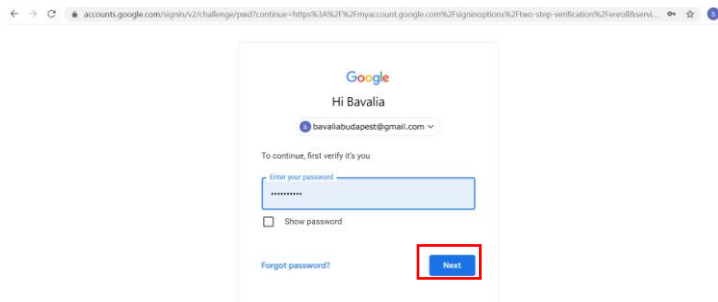 accounts.google.com/signin/v2/challenge/pwd?continue=https%3A%2F%2Fmyaccount.google.com%2Fsigninoptions%2Ftwo-step-verification%2Fenroll&servi...
b
Google
Hi Bavalia
b bavaliabudapest@gmail.com
To continue, first verify it's you
Enter your password
••••••••••
Show password
Forgot password? Next